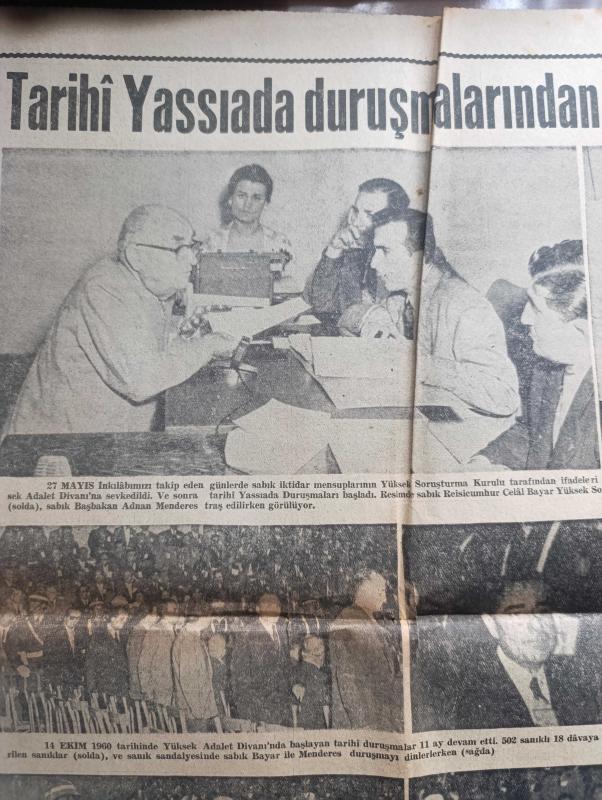 Tarihî Yassıada duruşmalarından
27 MAYIS İnkılâbımızı takip eden günlerde sabık iktidar mensuplarının Yüksek Soruşturma Kurulu tarafından ifadeleri
sek Adalet Divanı'na sevkedildi. Ve sonra tarihî Yassıada Duruşmaları başladı. Resimde sabık Reisicumhur Celâl Bayar Yüksek So
(solda), sabık Başbakan Adnan Menderes traş edilirken görülüyor.
14 EKİM 1960 tarihinde Yüksek Adalet Divanı'nda başlayan tarihî duruşmalar 11 ay devam etti. 502 sanıklı 18 dâvaya
rilen sanıklar (solda), ve sanık sandalyesinde sabık Bayar ile Menderes duruşmayı dinlerlerken (sağda)